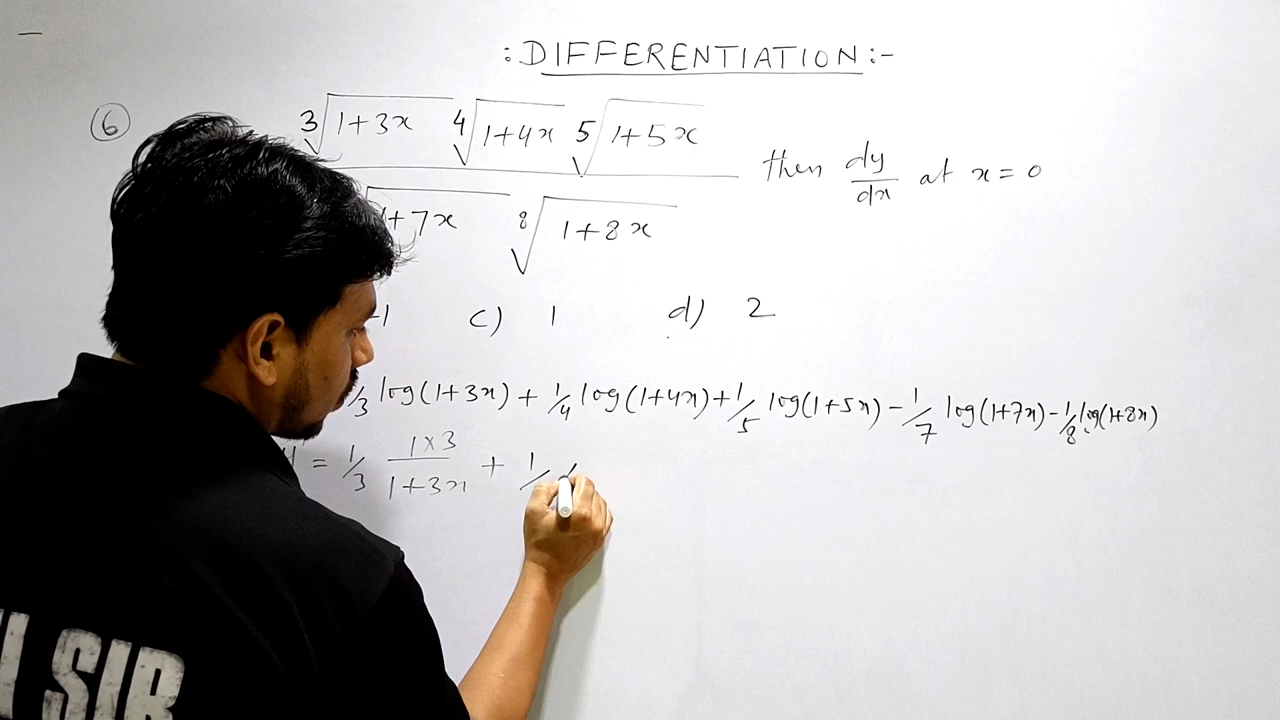 : DIFFERENTIATION :-
⑥ ∛(1+3x) ∜(1+4x) ⁵√(1+5x)
1+7x ⁸√(1+8x) then dy/dx at x = 0
-1 c) 1 d) 2
1/3 log(1+3x) + 1/4 log(1+4x) + 1/5 log(1+5x) - 1/7 log(1+7x) - 1/8 log(1+8x)
= 1/3 1×3/1+3x + 1/
SIR